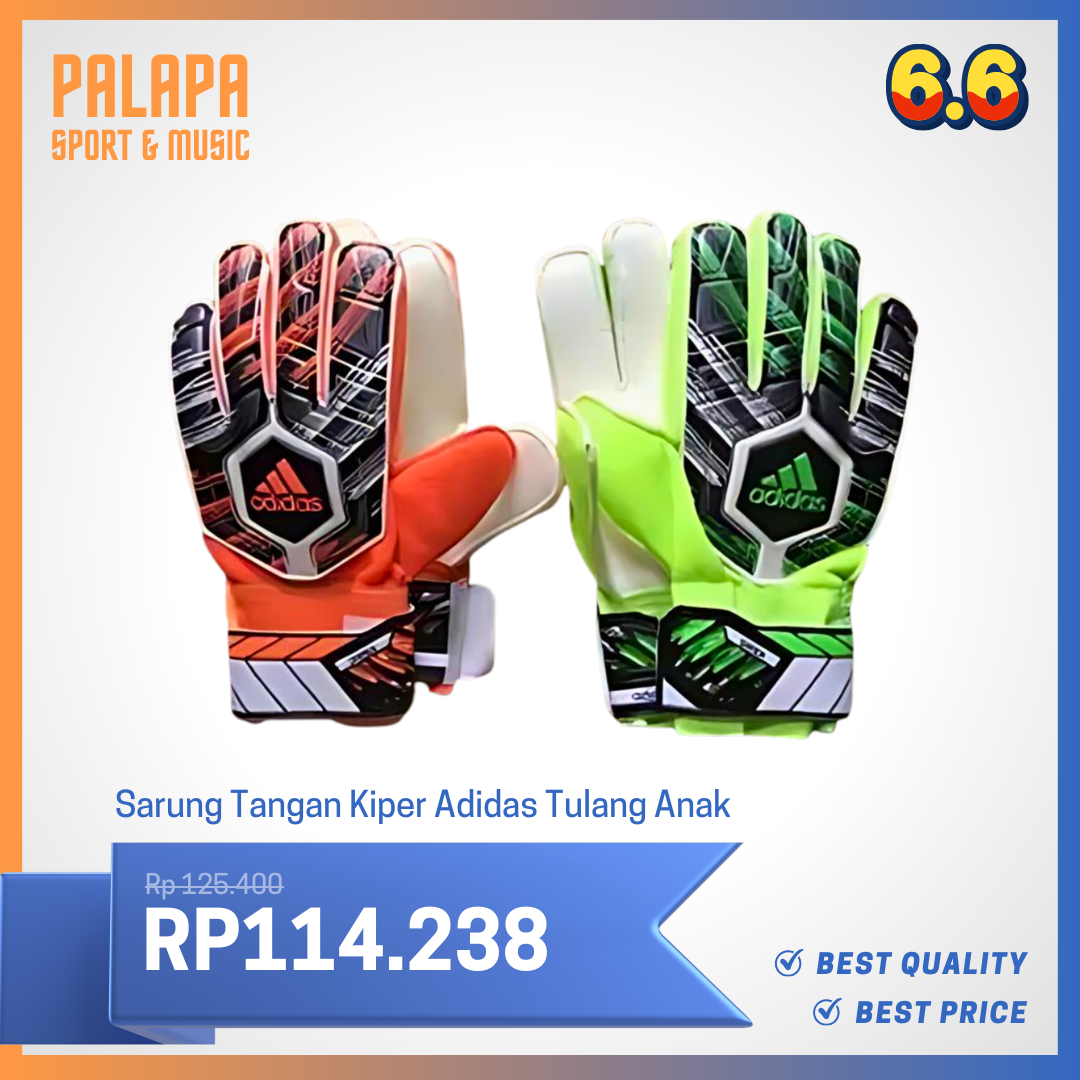 PALAPA
SPORT & MUSIC
6.6
adidas
adidas
Sarung Tangan Kiper Adidas Tulang Anak
Rp 125.400
RP114.238
BEST QUALITY
BEST PRICE